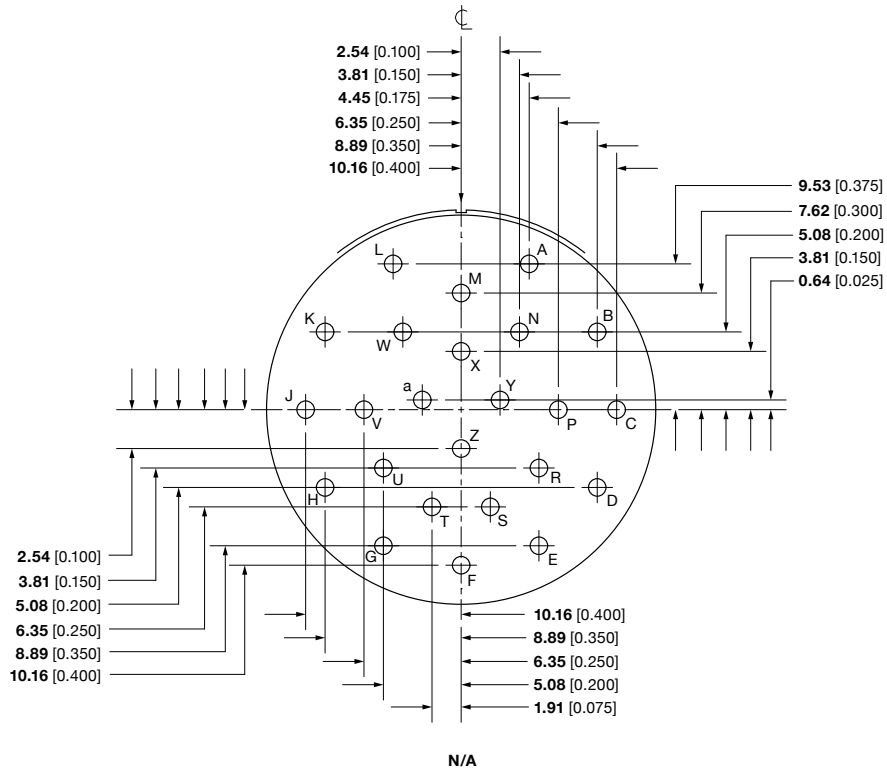 ℄
2.54 [0.100]
3.81 [0.150]
4.45 [0.175]
6.35 [0.250]
8.89 [0.350]
10.16 [0.400]
9.53 [0.375]
7.62 [0.300]
5.08 [0.200]
3.81 [0.150]
0.64 [0.025]
L A
M
K W N B
X
J V a Y P C
Z
U R
H D
T S
G E
F
2.54 [0.100]
3.81 [0.150]
5.08 [0.200]
6.35 [0.250]
8.89 [0.350]
10.16 [0.400]
10.16 [0.400]
8.89 [0.350]
6.35 [0.250]
5.08 [0.200]
1.91 [0.075]
N/A